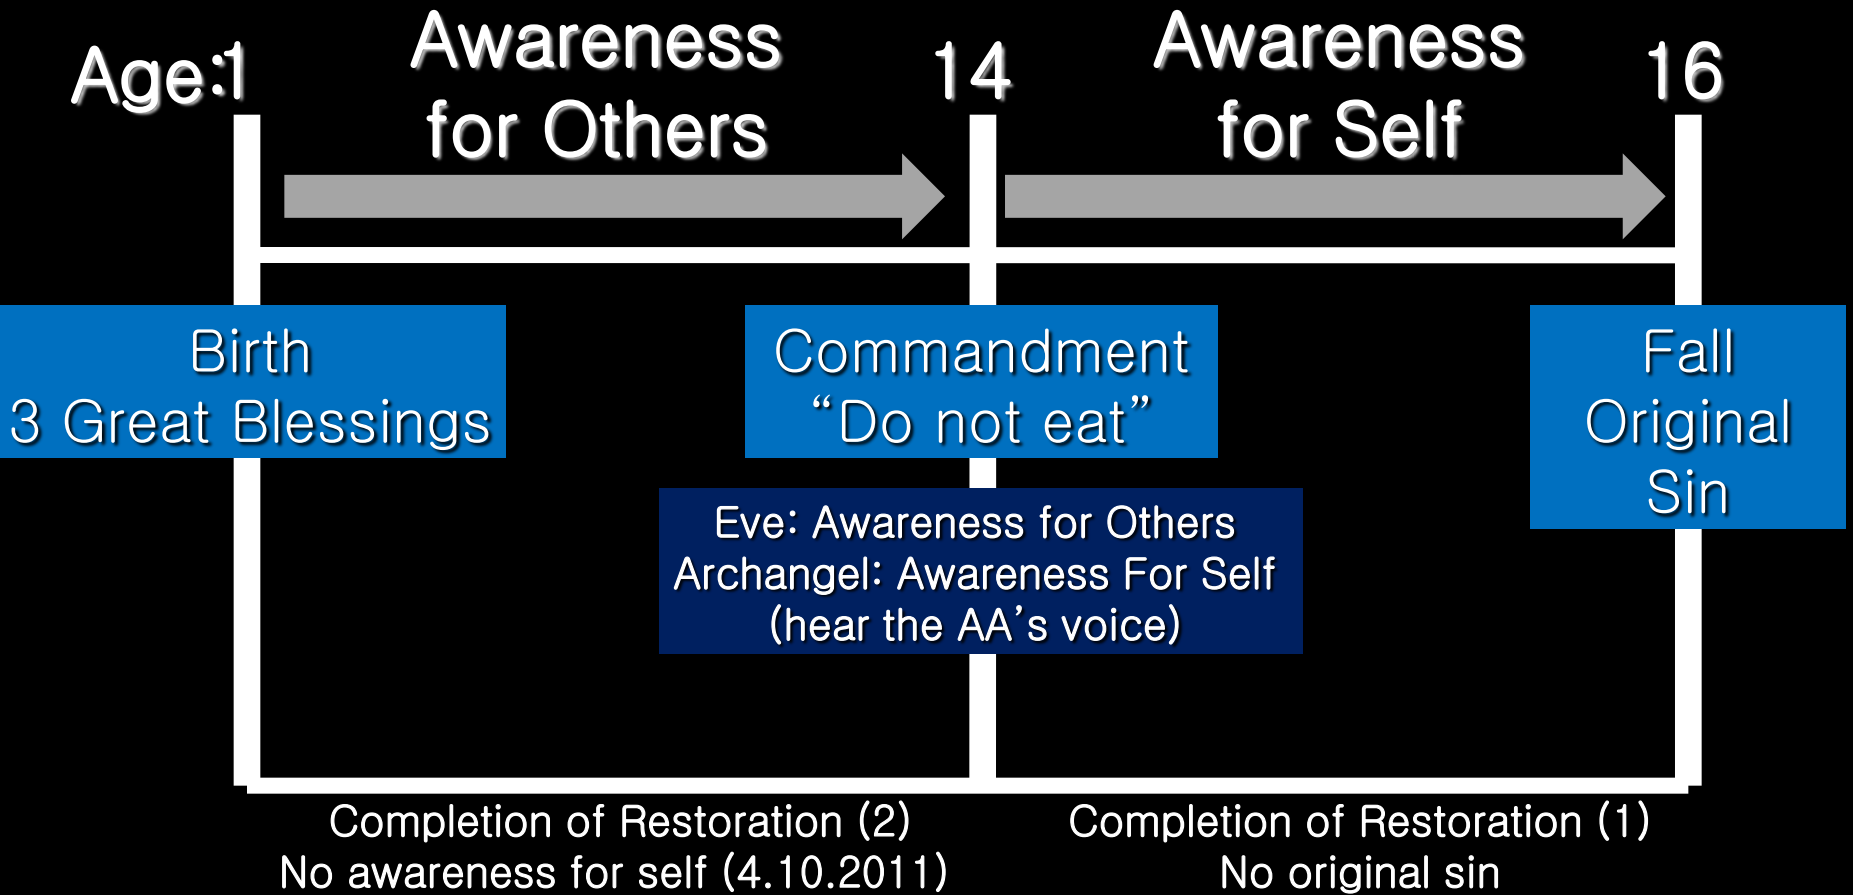 Age:1
Awareness
for Others
14
Awareness
for Self
16
Birth
3 Great Blessings
Commandment
“Do not eat”
Fall
Original
Sin
Eve: Awareness for Others
Archangel: Awareness For Self
(hear the AA’s voice)
Completion of Restoration (2)
No awareness for self (4.10.2011)
Completion of Restoration (1)
No original sin